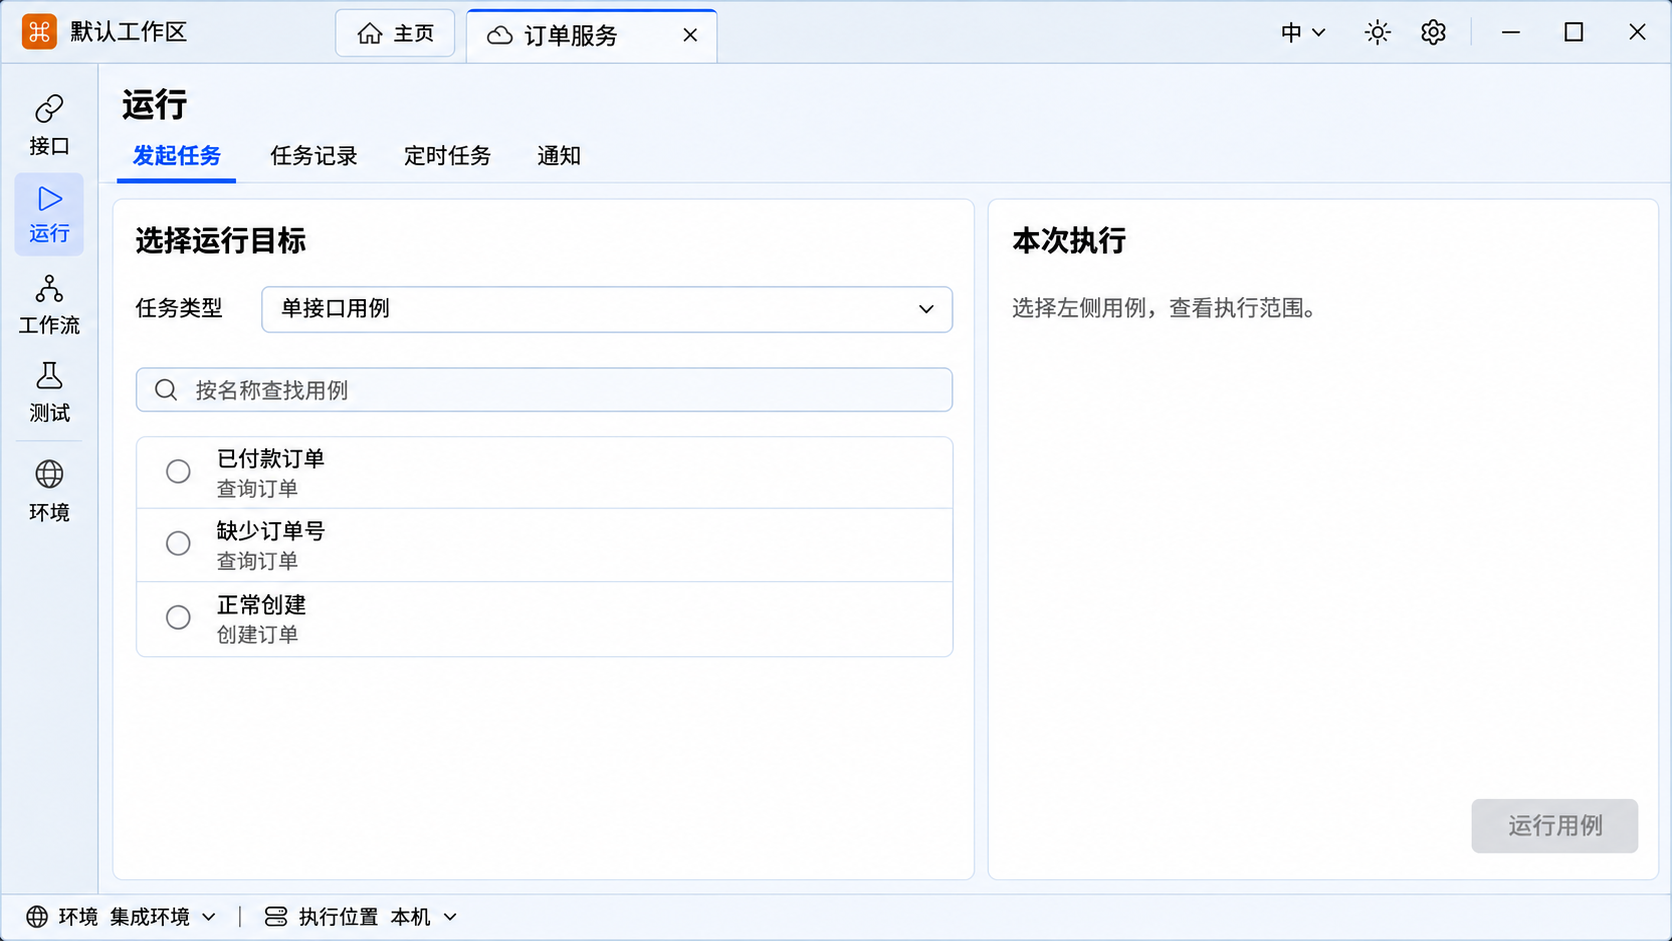 默认工作区
主页
订单服务
中
接口
运行
工作流
测试
环境
运行
发起任务 任务记录 定时任务 通知
选择运行目标
任务类型 单接口用例
按名称查找用例
已付款订单
查询订单
缺少订单号
查询订单
正常创建
创建订单
本次执行
选择左侧用例，查看执行范围。
运行用例
环境 集成环境 | 执行位置 本机